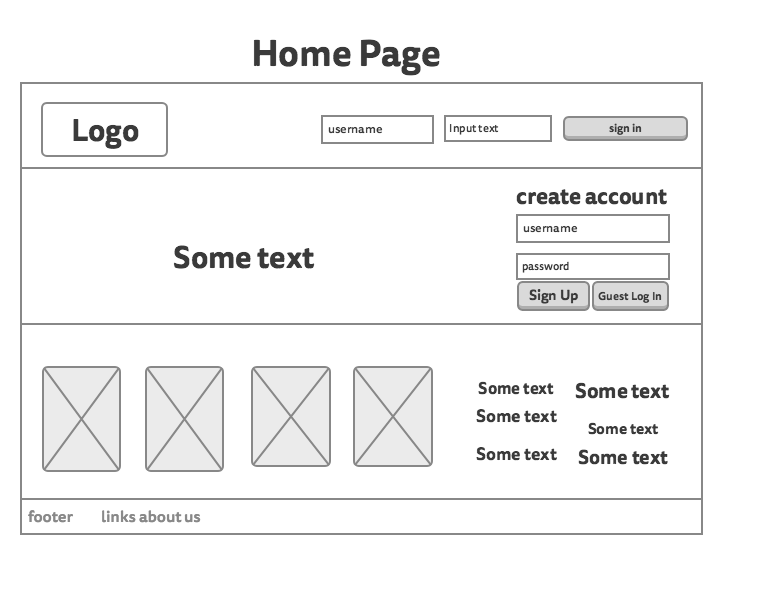 Home Page
Logo
username
Input text
sign in
create account
username
Some text
password
Sign Up
Guest Log In
Some text
Some text
Some text
Some text
Some text
Some text
footer
links about us